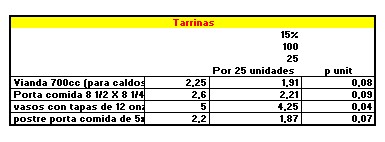 Tarrinas
15%
100
25
Por 25 unidades p unit
Vianda 700cc (para caldos 2,25 1,91 0,08
Porta comida 8 1/2 X 8 1/4 2,6 2,21 0,09
vasos con tapas de 12 onz 5 4,25 0,04
postre porta comida de 5x 2,2 1,87 0,07